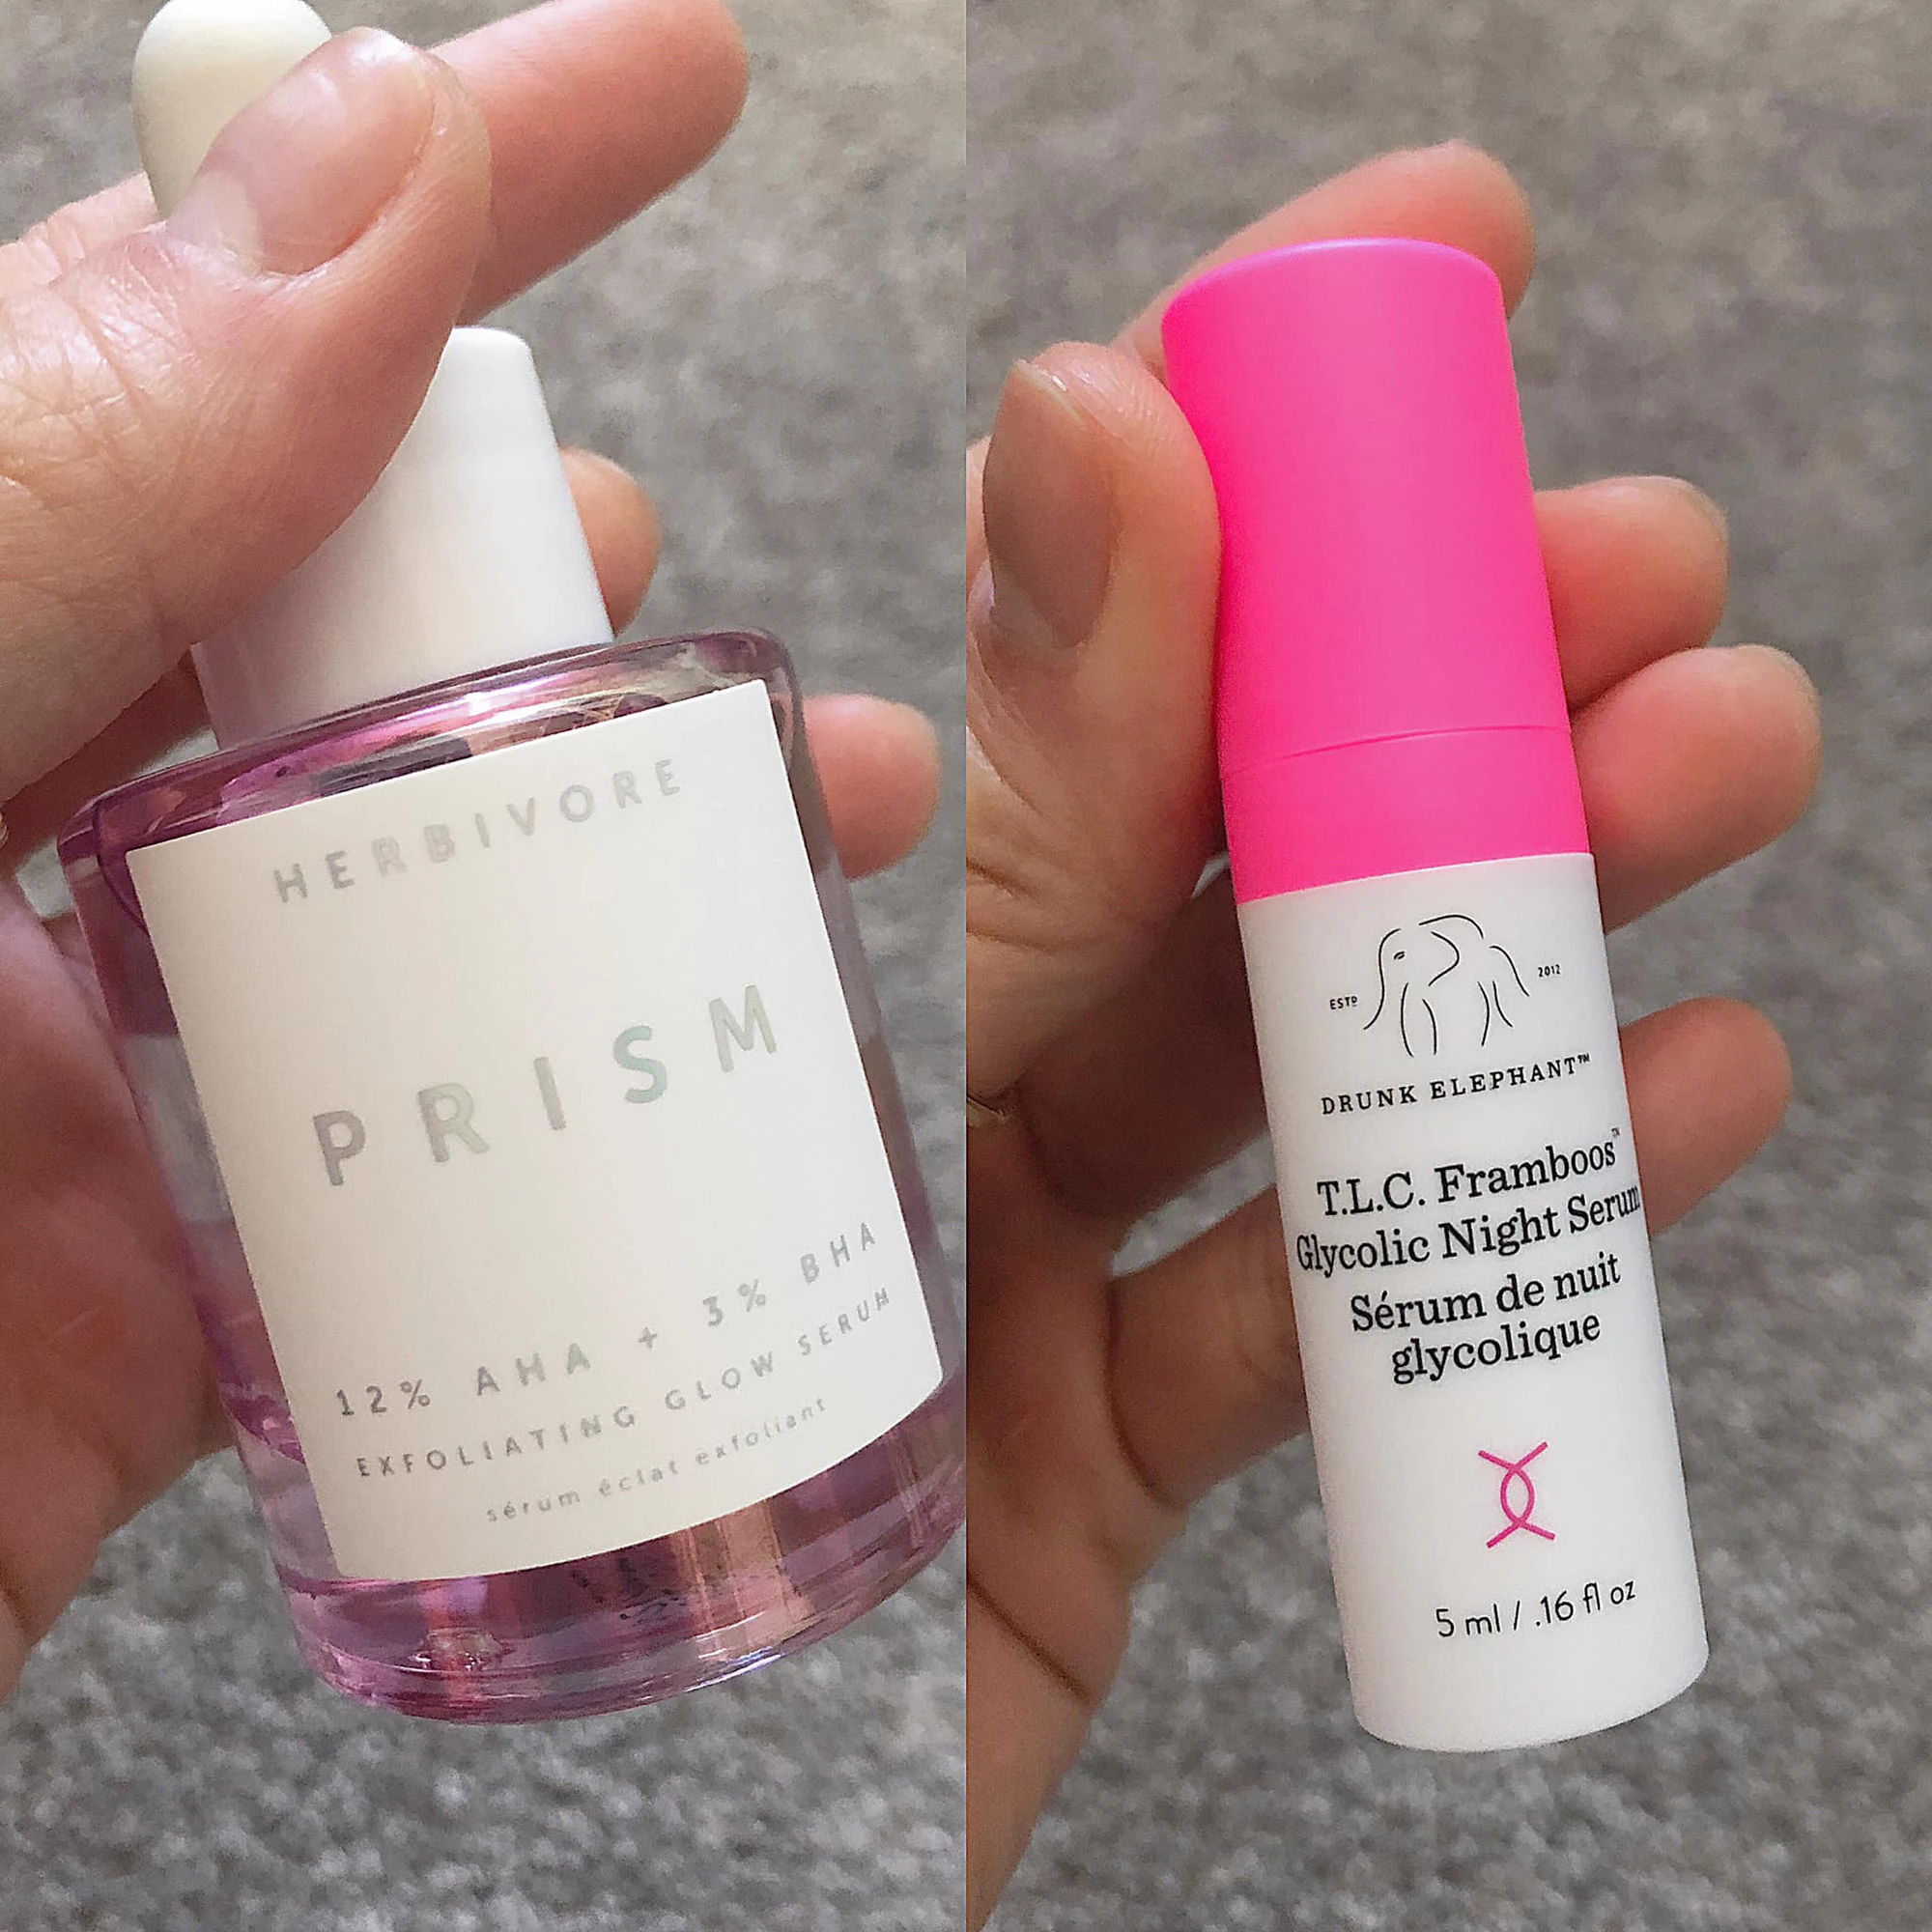 HERBIVORE
PRISM
12% AHA + 3% BHA
EXFOLIATING GLOW SERUM
sérum éclat exfoliant
ESTD 2012
DRUNK ELEPHANT™
T.L.C. Framboos™
Glycolic Night Serum
Sérum de nuit
glycolique
5 ml / .16 fl oz